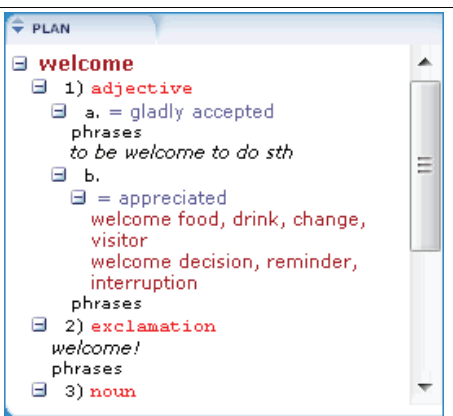 PLAN
welcome
1) adjective
a. = gladly accepted
phrases
to be welcome to do sth
b.
= appreciated
welcome food, drink, change,
visitor
welcome decision, reminder,
interruption
phrases
2) exclamation
welcome!
phrases
3) noun